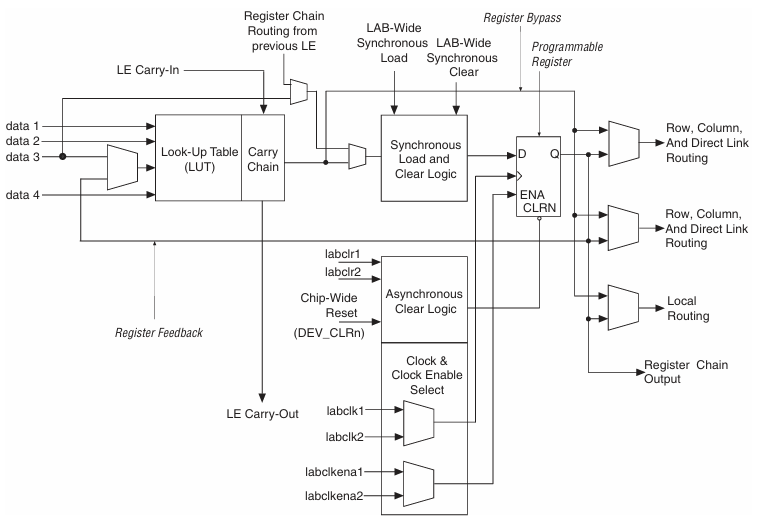 Register Chain
Routing from
previous LE
LAB-Wide
Synchronous
Load
LAB-Wide
Synchronous
Clear
Register Bypass
Programmable
Register
LE Carry-In
data 1
data 2
data 3
data 4
Look-Up Table
(LUT)
Carry
Chain
Synchronous
Load and
Clear Logic
D
Q
ENA
CLRN
Row, Column,
And Direct Link
Routing
Row, Column,
And Direct Link
Routing
Local
Routing
Register Chain
Output
Register Feedback
labclr1
labclr2
Chip-Wide
Reset
(DEV_CLRn)
Asynchronous
Clear Logic
Clock &
Clock Enable
Select
labclk1
labclk2
labclkena1
labclkena2
LE Carry-Out